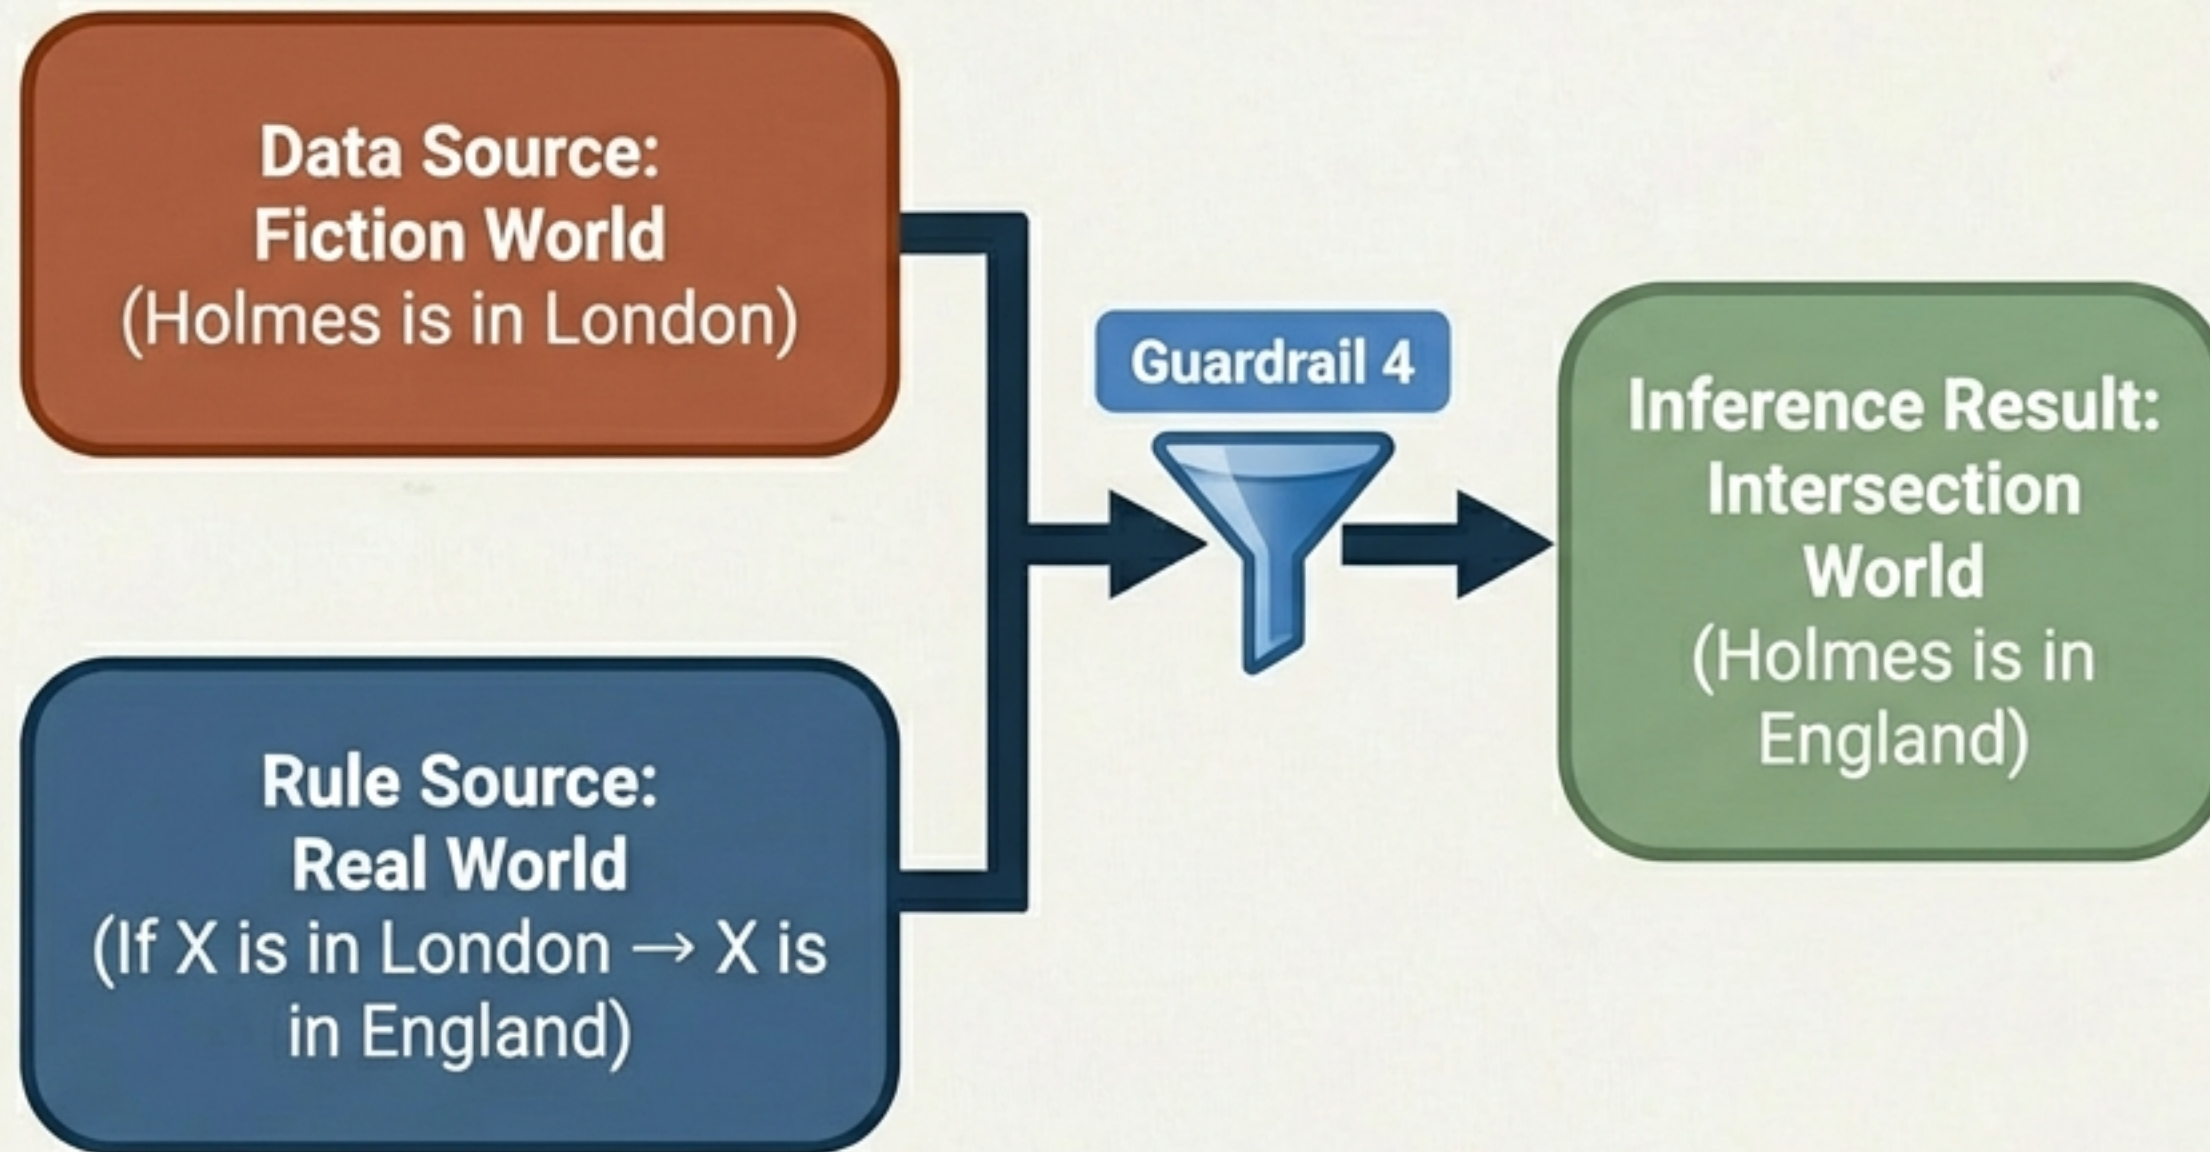 Data Source:
Fiction World
(Holmes is in London)
Rule Source:
Real World
(If X is in London → X is
in England)
Guardrail 4
Inference Result:
Intersection
World
(Holmes is in
England)